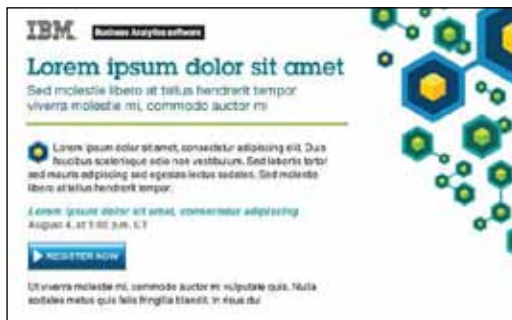 IBM. Business Analytics software
Lorem ipsum dolor sit amet
Sed molestie libero at tellus hendrerit tempor
viverra molestie mi, commodo auctor mi
Lorem ipsum dolor sit amet, consectetur adipiscing elit. Duis
faucibus scelerisque odio non vestibulum. Sed lobortis tortor
sed mauris adipiscing sed egestas lectus sodales. Sed molestie
libero at tellus hendrerit tempor.
Lorem ipsum dolor sit amet, consectetur adipiscing
August 4, at 1:00 p.m. ET
REGISTER NOW
Ut viverra molestie mi, commodo auctor mi vulputate quis. Nulla
sodales metus quis felis fringilla blandit. In risus dui